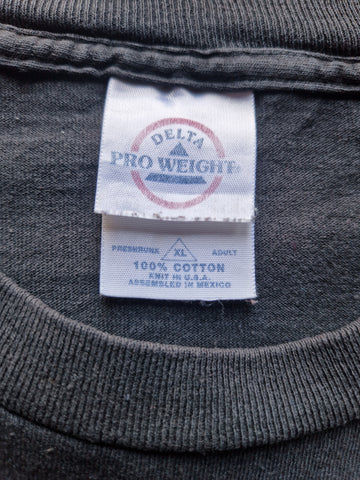 DELTA
PRO WEIGHT
PRESHRUNK XL ADULT
100% COTTON
KNIT IN U.S.A.
ASSEMBLED IN MEXICO